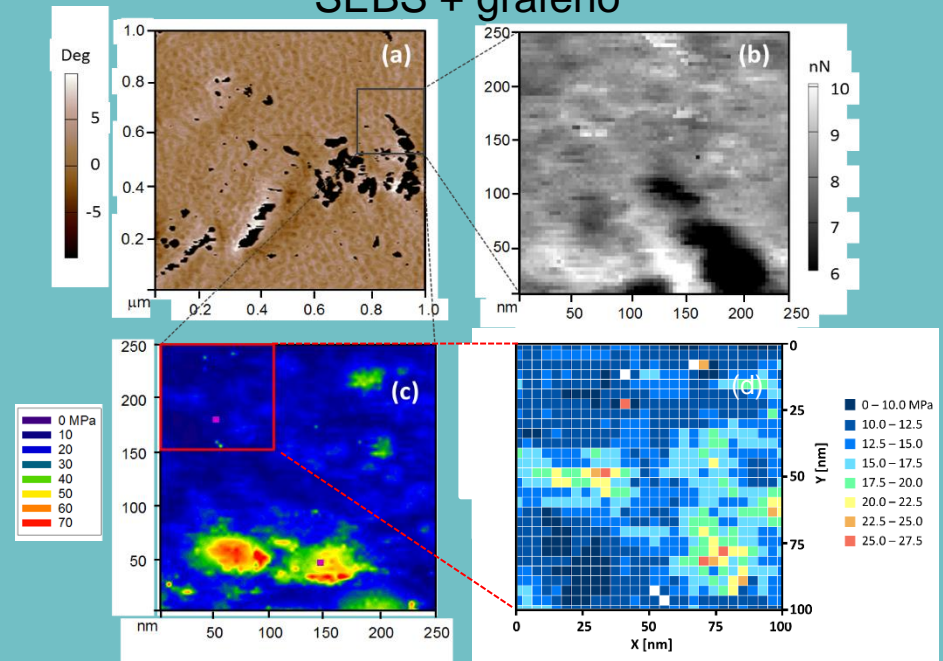 SEBS + grafeno
Deg
5
0
-5
1.0
0.8
0.6
0.4
0.2
μm
0.2
0.4
0.6
0.8
1.0
(a)
250
200
150
100
50
nm
50
100
150
200
250
(b)
nN
10
9
8
7
6
0 MPa
10
20
30
40
50
60
70
250
200
150
100
50
nm
50
100
150
200
250
(c)
(d)
0
25
50
75
100
Y [nm]
0
25
50
75
100
X [nm]
0 – 10.0 MPa
10.0 – 12.5
12.5 – 15.0
15.0 – 17.5
17.5 – 20.0
20.0 – 22.5
22.5 – 25.0
25.0 – 27.5